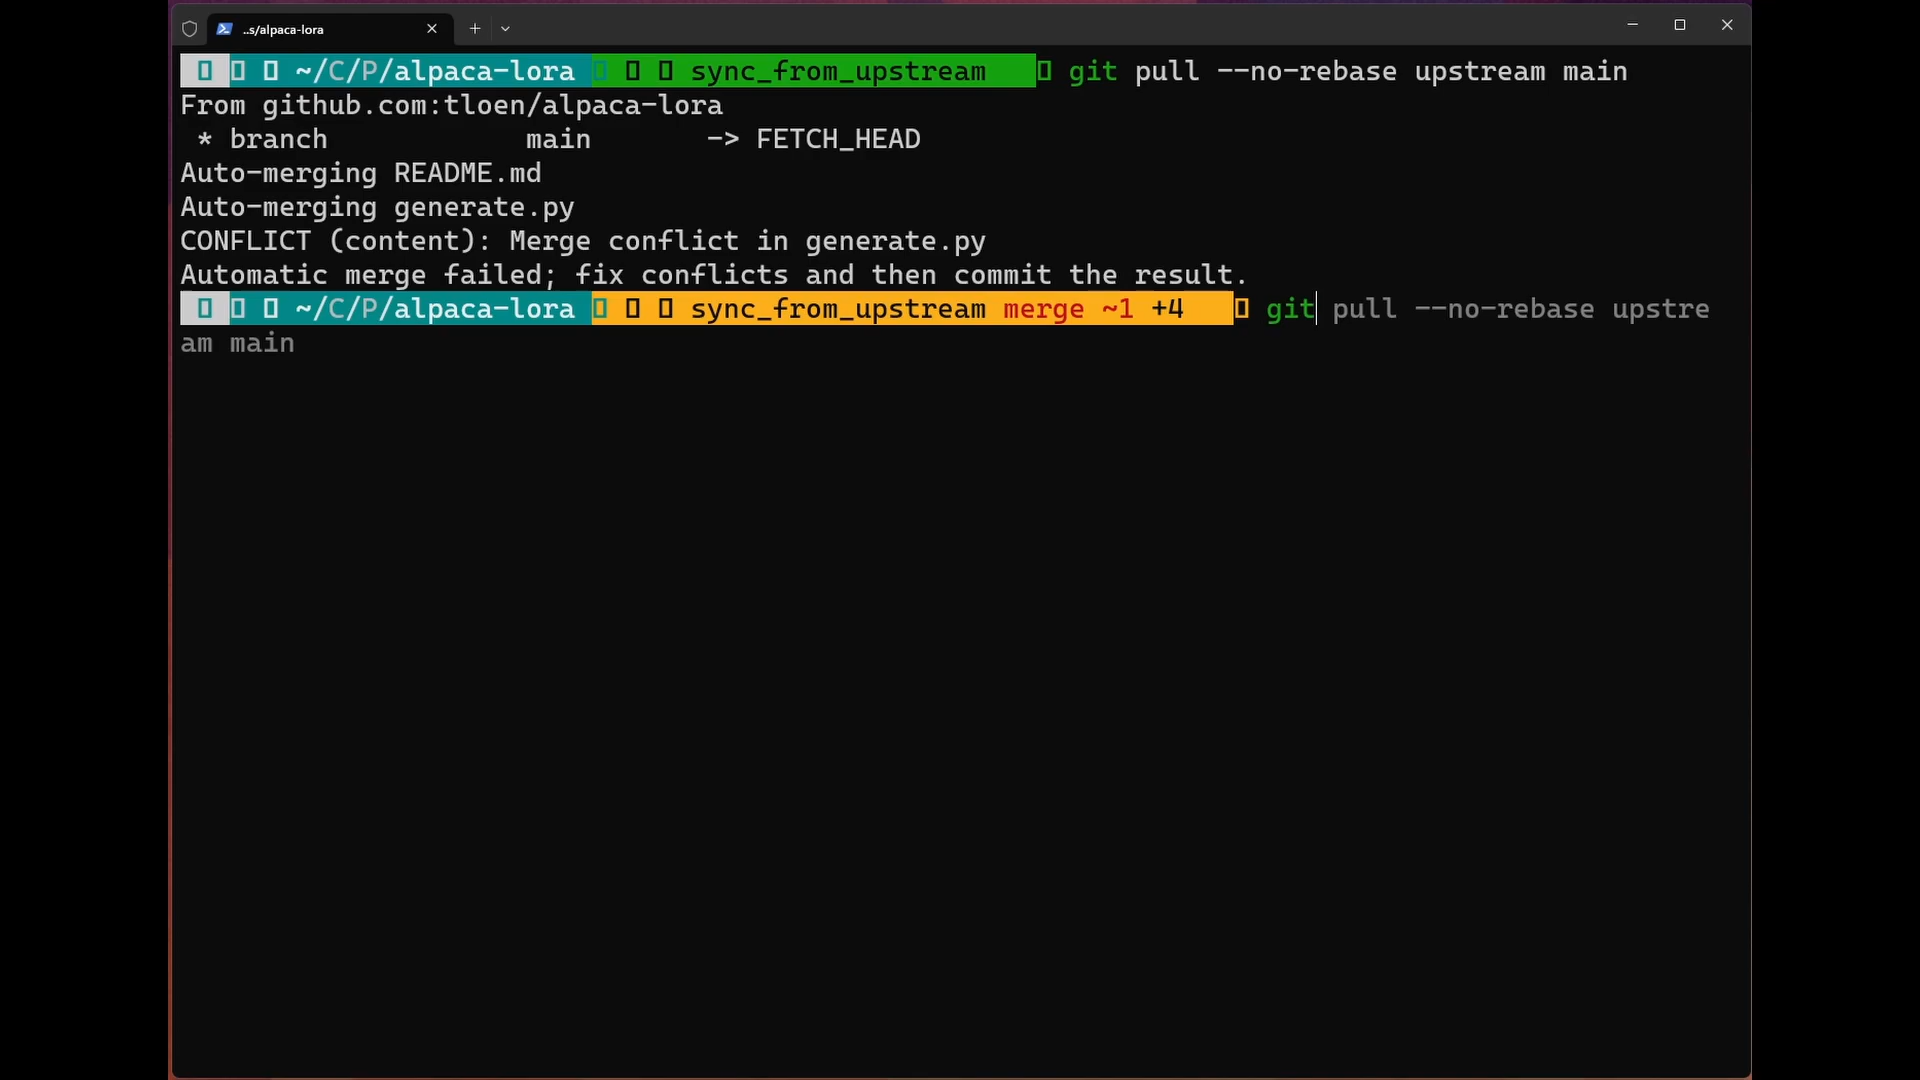 ..s/alpaca-lora
~/C/P/alpaca-lora sync_from_upstream git pull --no-rebase upstream main
From github.com:tloen/alpaca-lora
* branch main -> FETCH_HEAD
Auto-merging README.md
Auto-merging generate.py
CONFLICT (content): Merge conflict in generate.py
Automatic merge failed; fix conflicts and then commit the result.
~/C/P/alpaca-lora sync_from_upstream merge ~1 +4 git pull --no-rebase upstre
am main